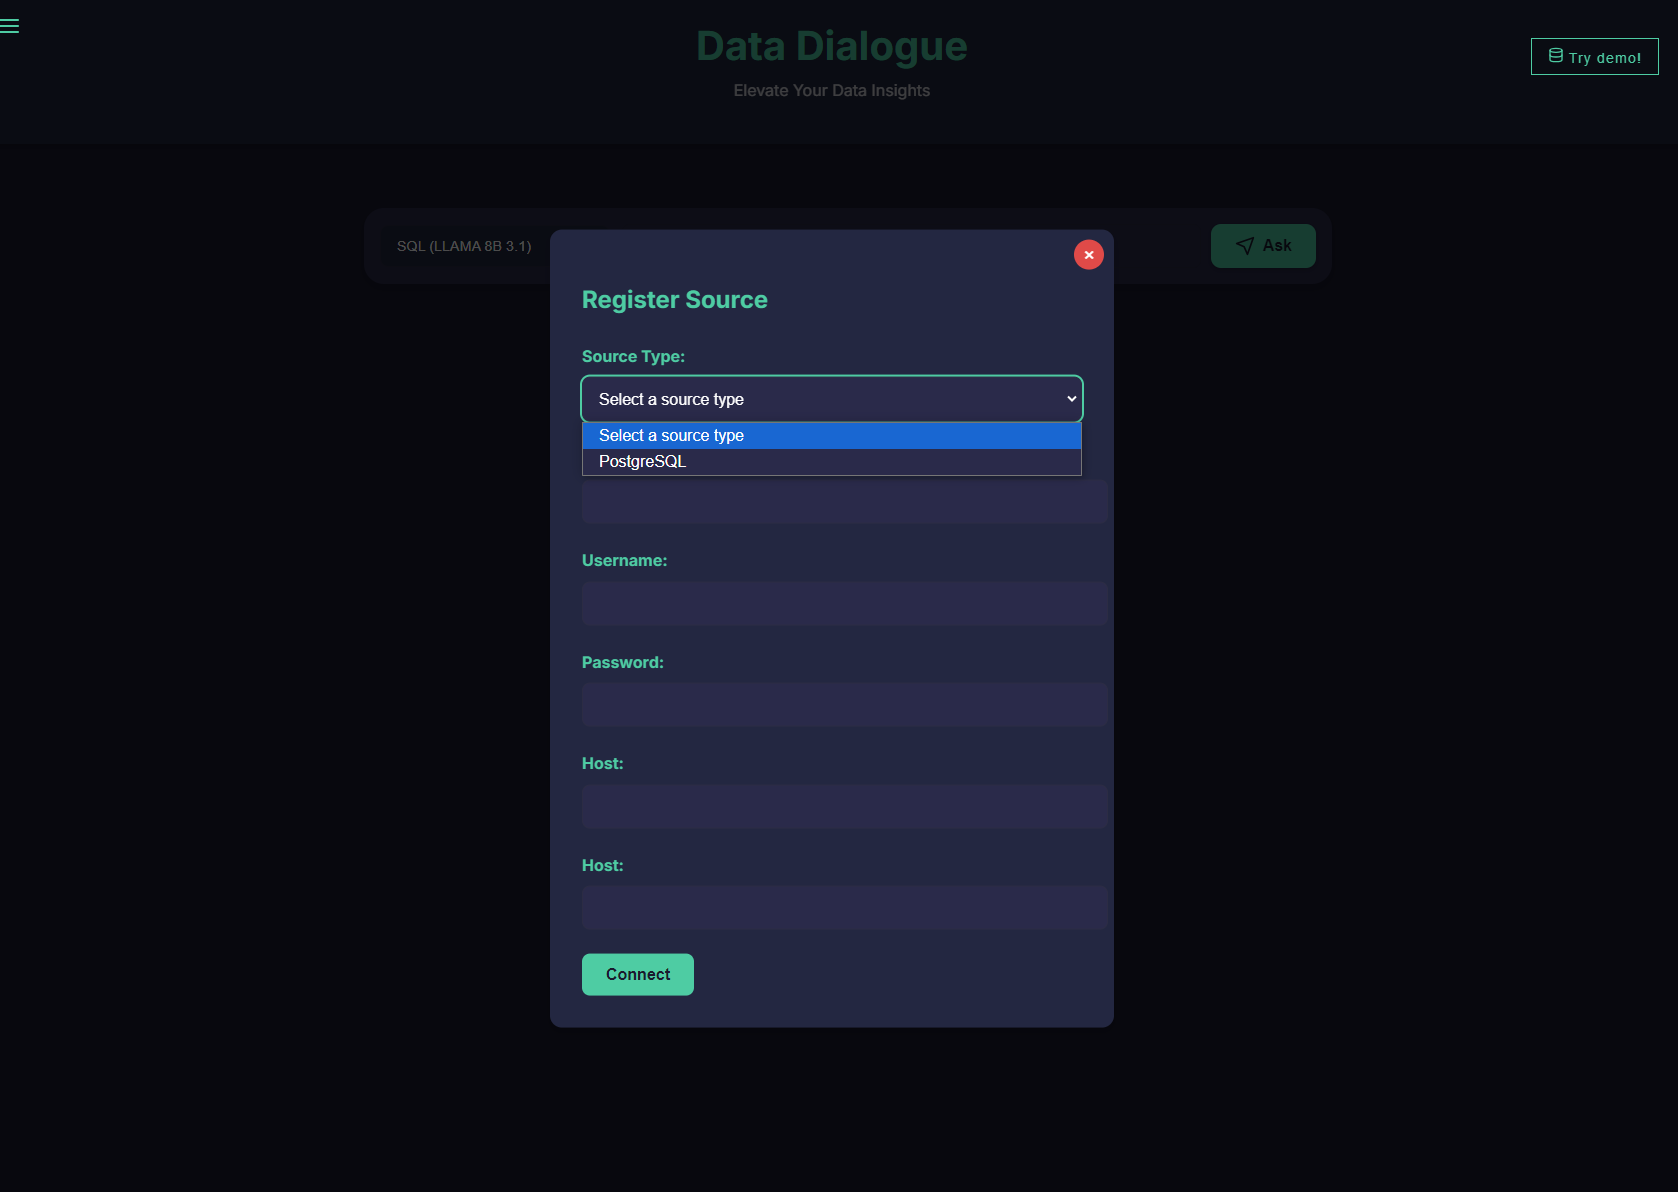 Data Dialogue
Elevate Your Data Insights
Try demo!
SQL (LLAMA 8B 3.1)
Ask
Register Source
Source Type:
Select a source type
Select a source type
PostgreSQL
Username:
Password:
Host:
Host:
Connect